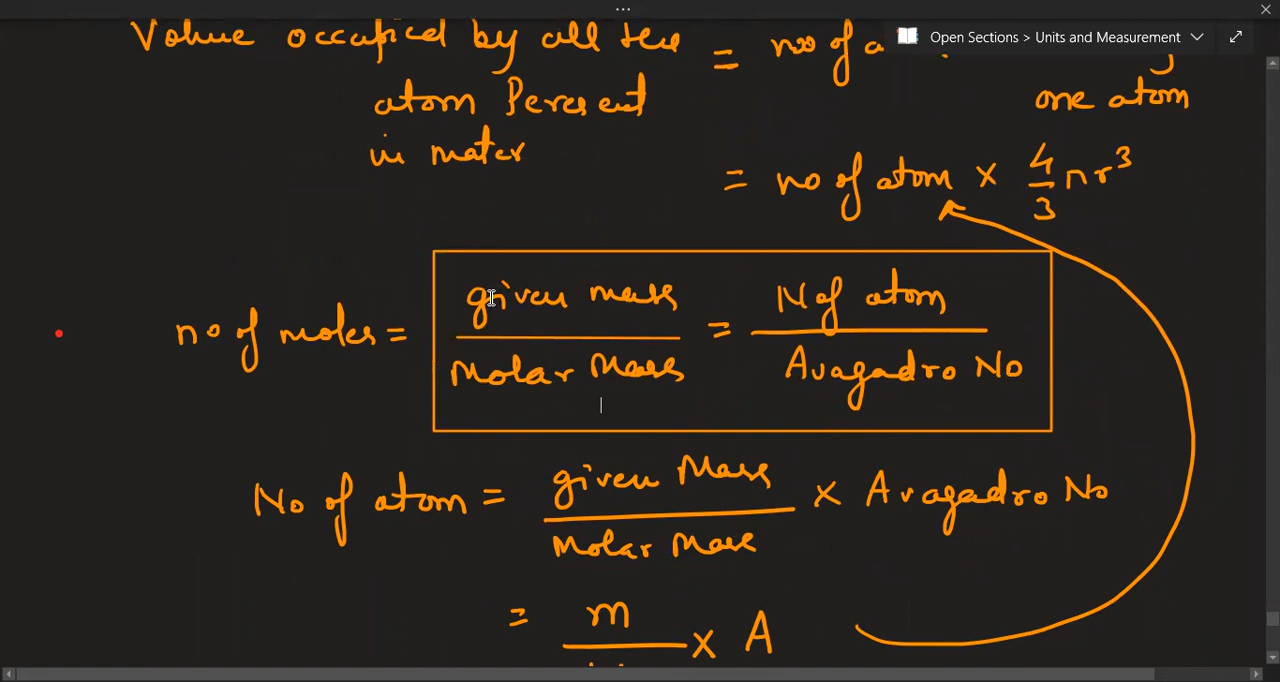 Open Sections > Units and Measurement
Volume occupied by all the = no of a
atom Peresent one atom
in mater
= no of atom × 4/3 πr³
no of moles = given mass / Molar Mass = N of atom / Avagadro No
No of atom = given Mass / Molar Mass × Avagadro No
= m × A